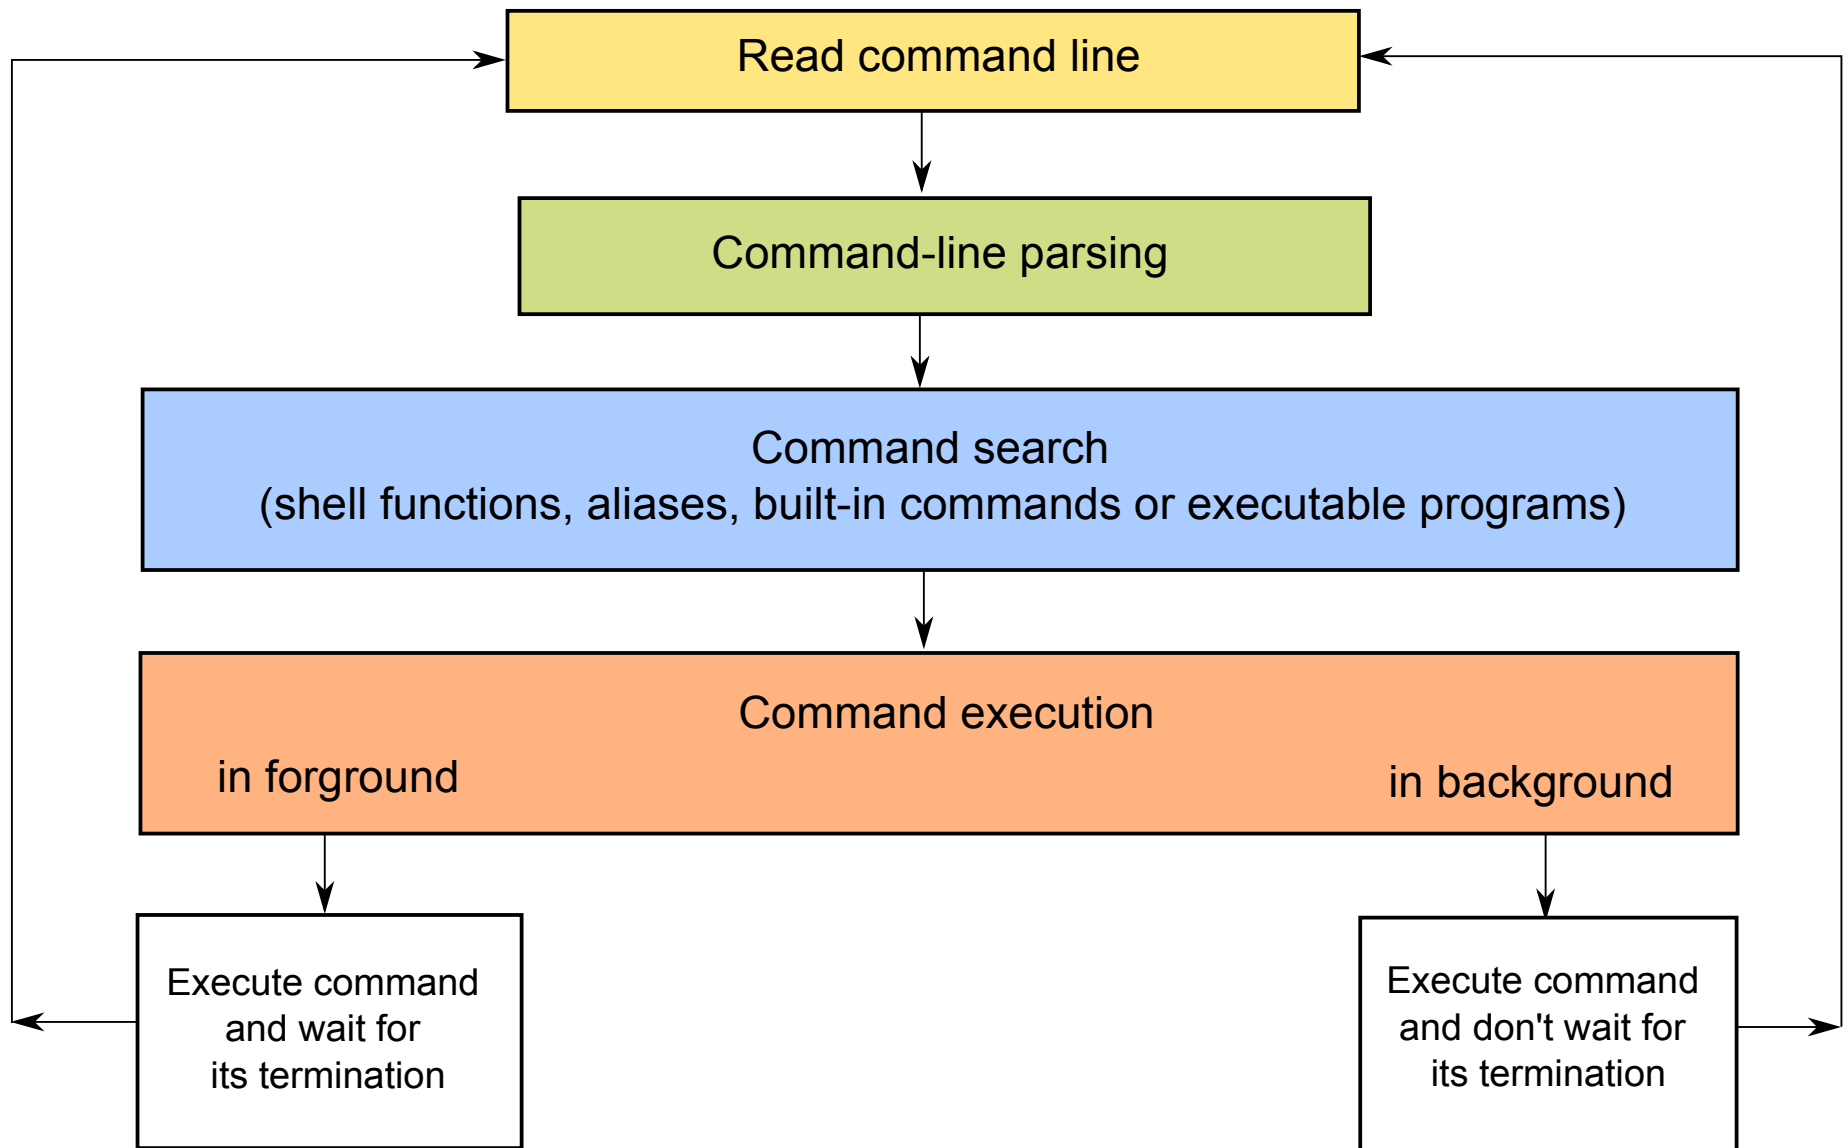 Read command line
Command-line parsing
Command search
(shell functions, aliases, built-in commands or executable programs)
Command execution
in forground
in background
Execute command
and wait for
its termination
Execute command
and don't wait for
its termination